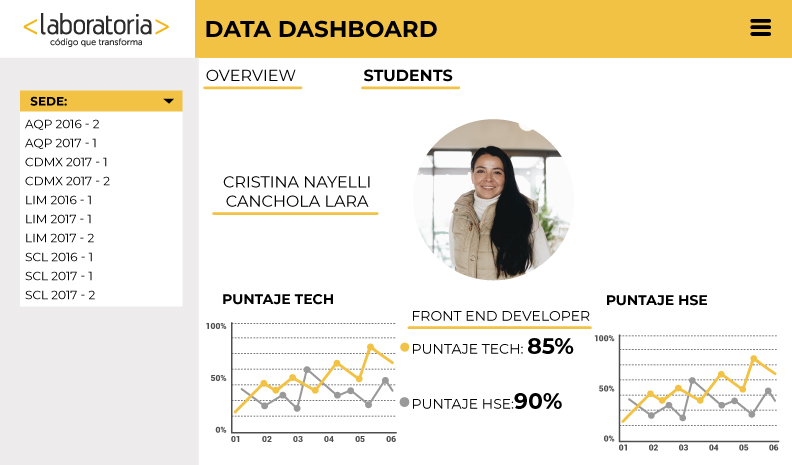 <laboratoria>
código que transforma
DATA DASHBOARD
OVERVIEW
STUDENTS
SEDE:
AQP 2016 - 2
AQP 2017 - 1
CDMX 2017 - 1
CDMX 2017 - 2
LIM 2016 - 1
LIM 2017 - 1
LIM 2017 - 2
SCL 2016 - 1
SCL 2017 - 1
SCL 2017 - 2
CRISTINA NAYELLI
CANCHOLA LARA
PUNTAJE TECH
100%
50%
0%
01 02 03 04 05 06
FRONT END DEVELOPER
PUNTAJE TECH: 85%
PUNTAJE HSE:90%
PUNTAJE HSE
100%
50%
0%
01 02 03 04 05 06